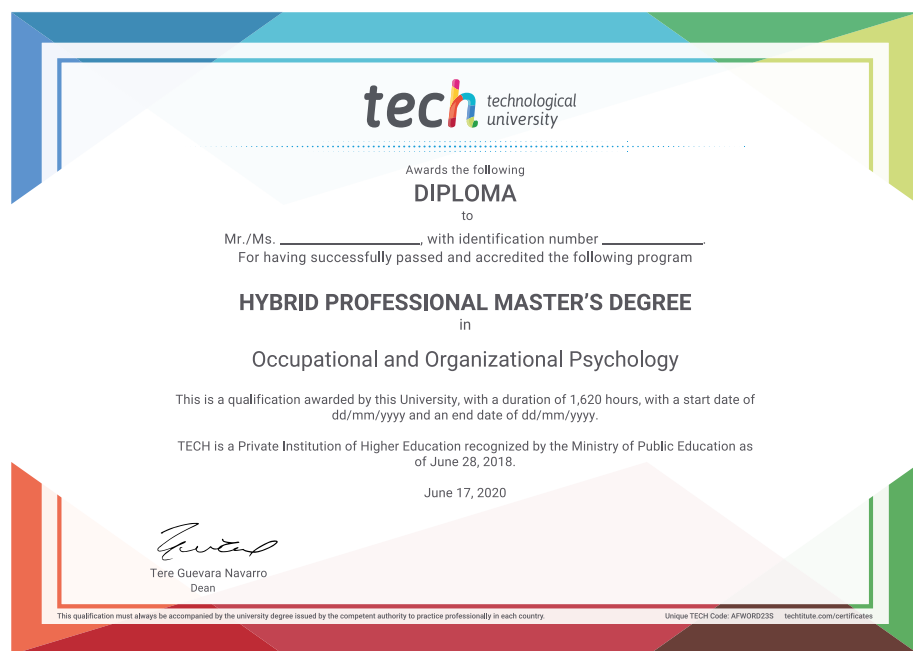 tech technological
university
Awards the following
DIPLOMA
to
Mr./Ms. ____________________, with identification number ______________.
For having successfully passed and accredited the following program
HYBRID PROFESSIONAL MASTER'S DEGREE
in
Occupational and Organizational Psychology
This is a qualification awarded by this University, with a duration of 1,620 hours, with a start date of
dd/mm/yyyy and an end date of dd/mm/yyyy.
TECH is a Private Institution of Higher Education recognized by the Ministry of Public Education as
of June 28, 2018.
June 17, 2020
Tere Guevara Navarro
Dean
This qualification must always be accompanied by the university degree issued by the competent authority to practice professionally in each country.
Unique TECH Code: AFWORD23S techtitute.com/certificates